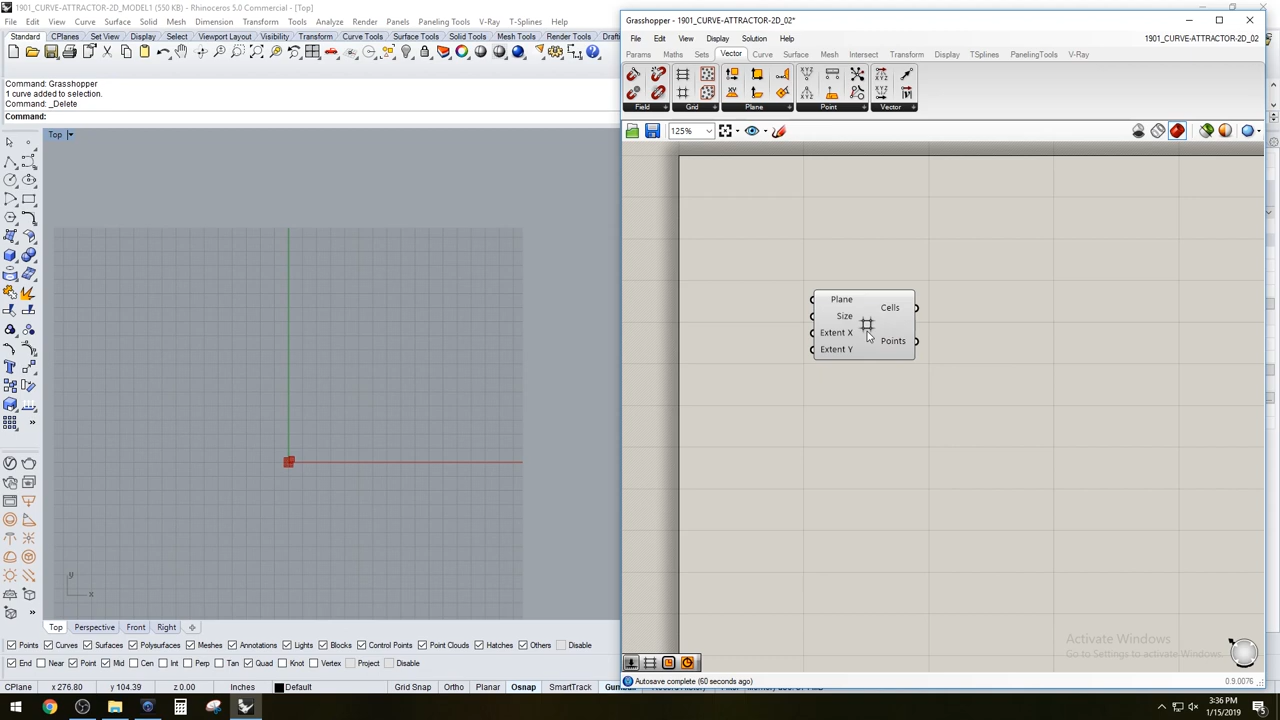 1901_CURVE-ATTRACTOR-2D_MODEL1 (550 KB) - Rhinoceros 5.0 Commercial - [Top]
File Edit View Curve Surface Solid Mesh Dimension Transform Tools Analyze Render Panels Paneling Tools V-Ray T-Splines Help
Standard CPlanes Set View Display Select Viewport Layout Visibility Transform Curve Tools Surface Tools Solid Tools Mesh Tools Render Tools
Command: Grasshopper
1 curve added to selection.
Command: _Delete
Command:
Top
y
x
Top Perspective Front Right
Points Curves Surfaces Polysurfaces Meshes Lights Annotations Blocks Control Points Point Clouds Hatches Others Disable
End Near Point Mid Cen Int Perp Tan Quad Knot Vertex Project Disable
CPlane x 276.80 y 104.39 z 0.00 Inches Default Grid Snap Ortho Planar Osnap SmartTrack
Grasshopper - 1901_CURVE-ATTRACTOR-2D_02*
File Edit View Display Solution Help 1901_CURVE-ATTRACTOR-2D_02
Params Maths Sets Vector Curve Surface Mesh Intersect Transform Display TSplines PanelingTools V-Ray
Field Grid Plane Point Vector
125%
Plane
Size
Extent X
Extent Y
Cells
Points
Activate Windows
Go to Settings to activate Windows.
Autosave complete (60 seconds ago) 0.9.0076
3:36 PM
1/15/2019